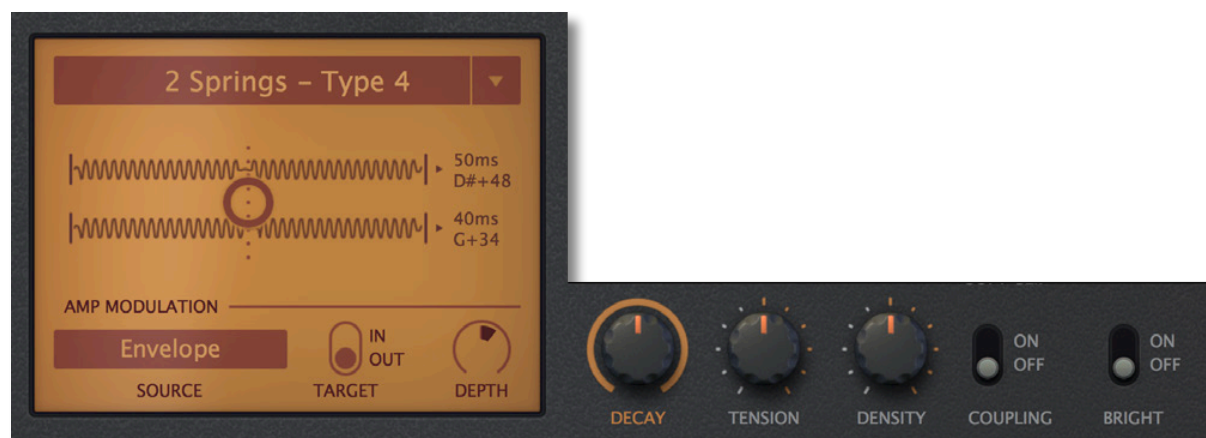 2 Springs – Type 4
50ms
D#+48
40ms
G+34
AMP MODULATION
Envelope
IN
OUT
SOURCE
TARGET
DEPTH
ON
OFF
ON
OFF
DECAY
TENSION
DENSITY
COUPLING
BRIGHT